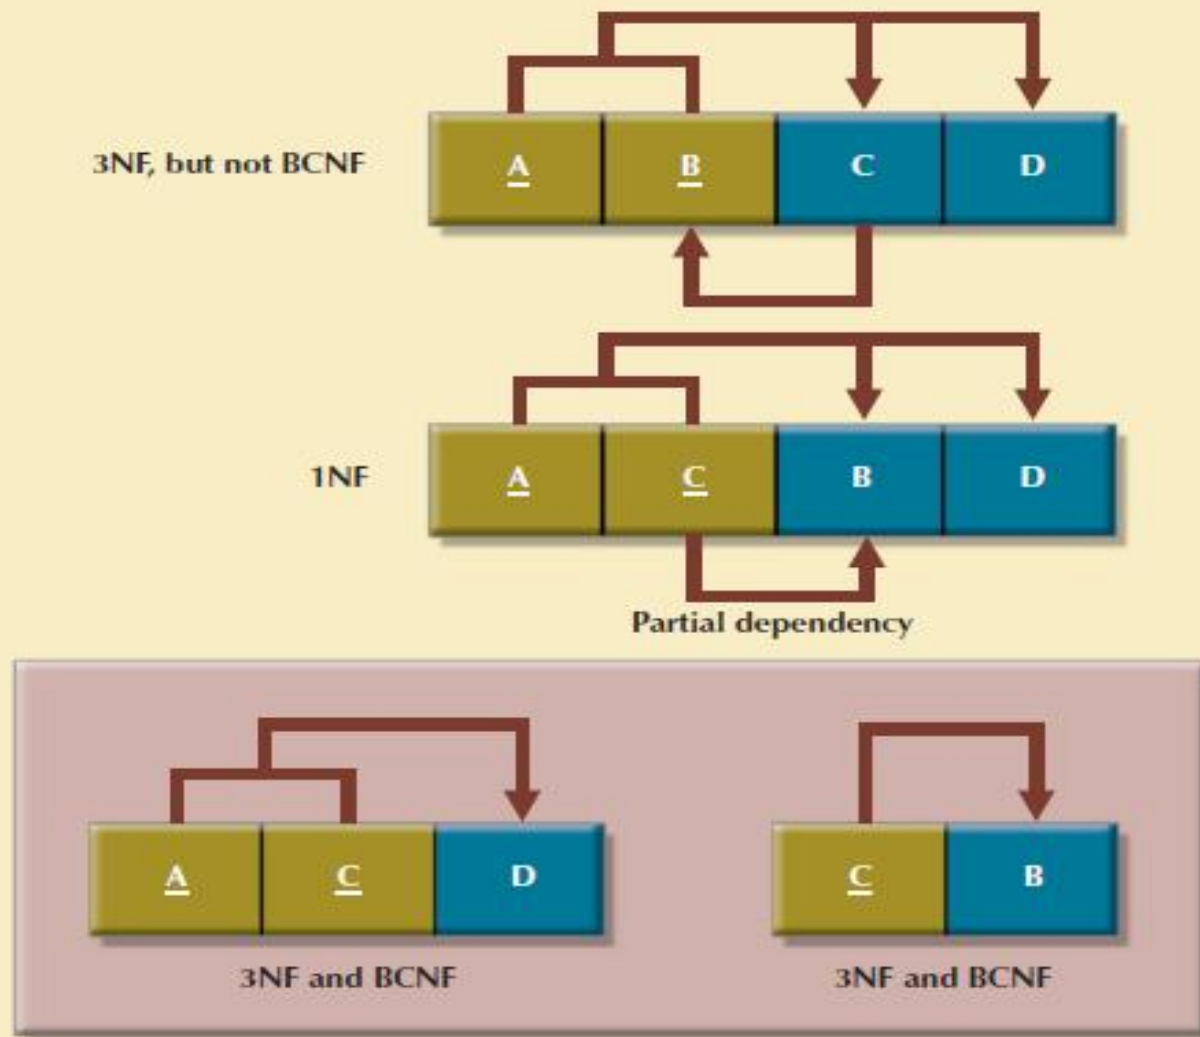 3NF, but not BCNF
A B C D
1NF
A C B D
Partial dependency
A C D
C B
3NF and BCNF
3NF and BCNF